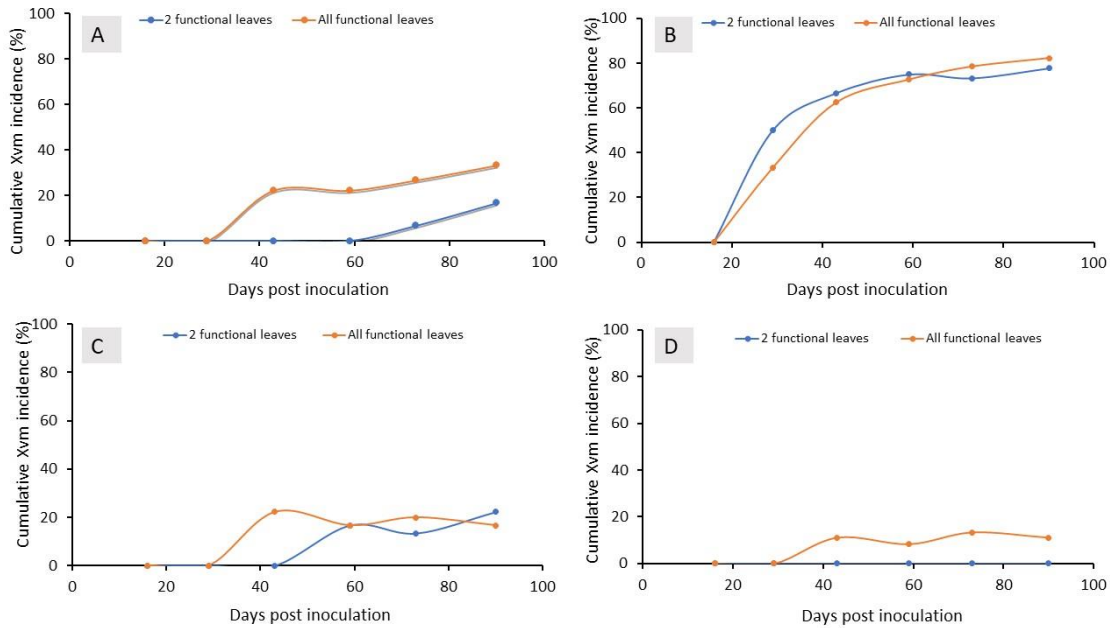 A
2 functional leaves
All functional leaves
Cumulative Xvm incidence (%)
100
80
60
40
20
0
0 20 40 60 80 100
Days post inoculation
B
2 functional leaves
All functional leaves
Cumulative Xvm incidence (%)
100
80
60
40
20
0
0 20 40 60 80 100
Days post inoculation
C
2 functional leaves
All functional leaves
Cumulative Xvm incidence (%)
100
80
60
40
20
0
0 20 40 60 80 100
Days post inoculation
D
2 functional leaves
All functional leaves
Cumulative Xvm incidence (%)
100
80
60
40
20
0
0 20 40 60 80 100
Days post inoculation